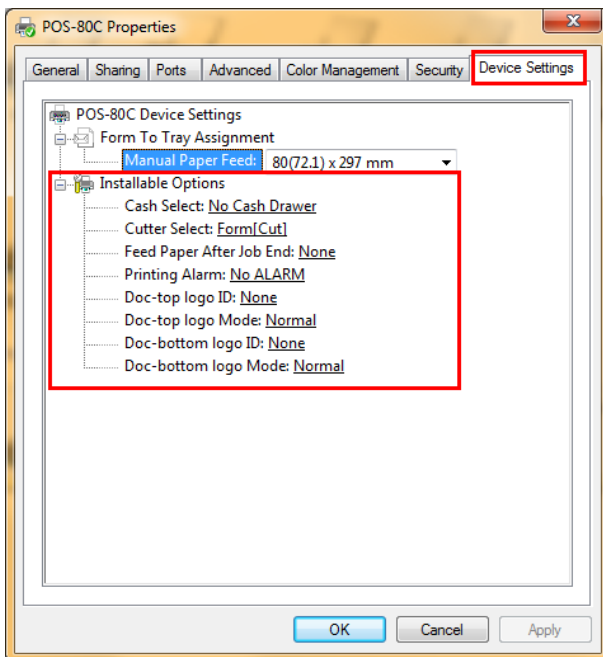 POS-80C Properties
General Sharing Ports Advanced Color Management Security Device Settings
POS-80C Device Settings
Form To Tray Assignment
Manual Paper Feed: 80(72.1) x 297 mm
Installable Options
Cash Select: No Cash Drawer
Cutter Select: Form[Cut]
Feed Paper After Job End: None
Printing Alarm: No ALARM
Doc-top logo ID: None
Doc-top logo Mode: Normal
Doc-bottom logo ID: None
Doc-bottom logo Mode: Normal
OK Cancel Apply